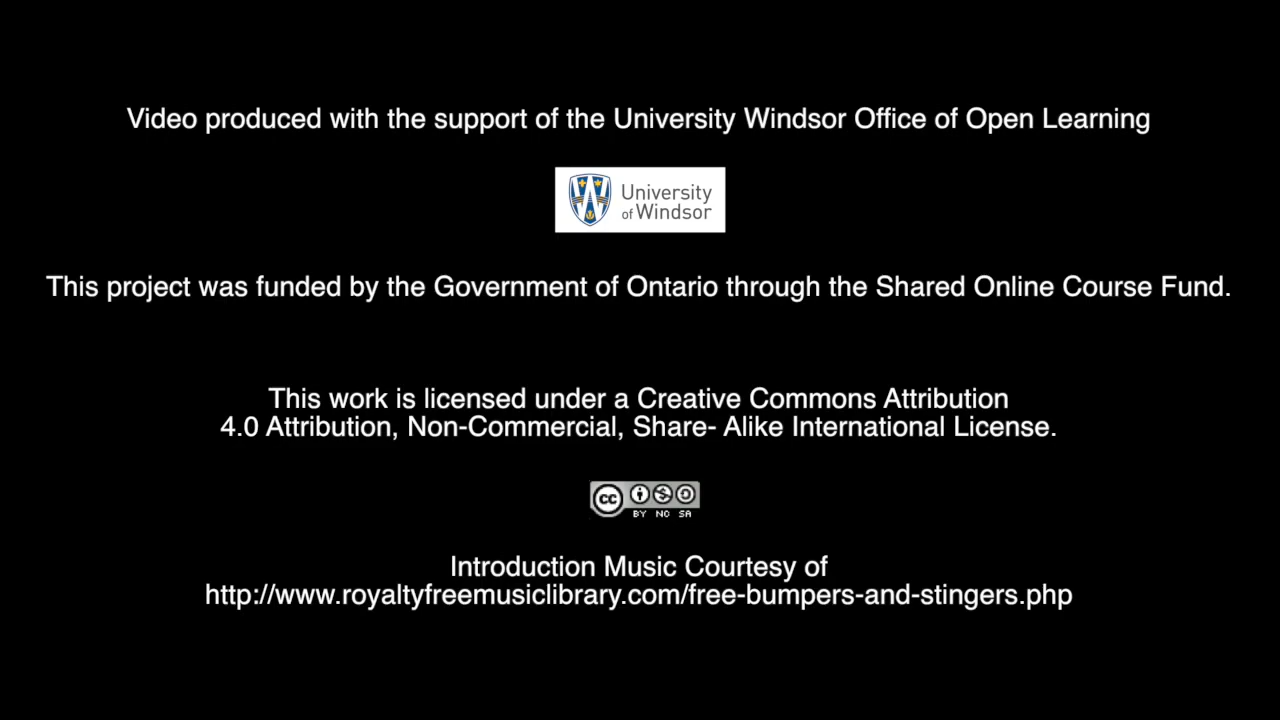 Video produced with the support of the University Windsor Office of Open Learning
University
of Windsor
This project was funded by the Government of Ontario through the Shared Online Course Fund.
This work is licensed under a Creative Commons Attribution
4.0 Attribution, Non-Commercial, Share- Alike International License.
cc
BY NC SA
Introduction Music Courtesy of
http://www.royaltyfreemusiclibrary.com/free-bumpers-and-stingers.php